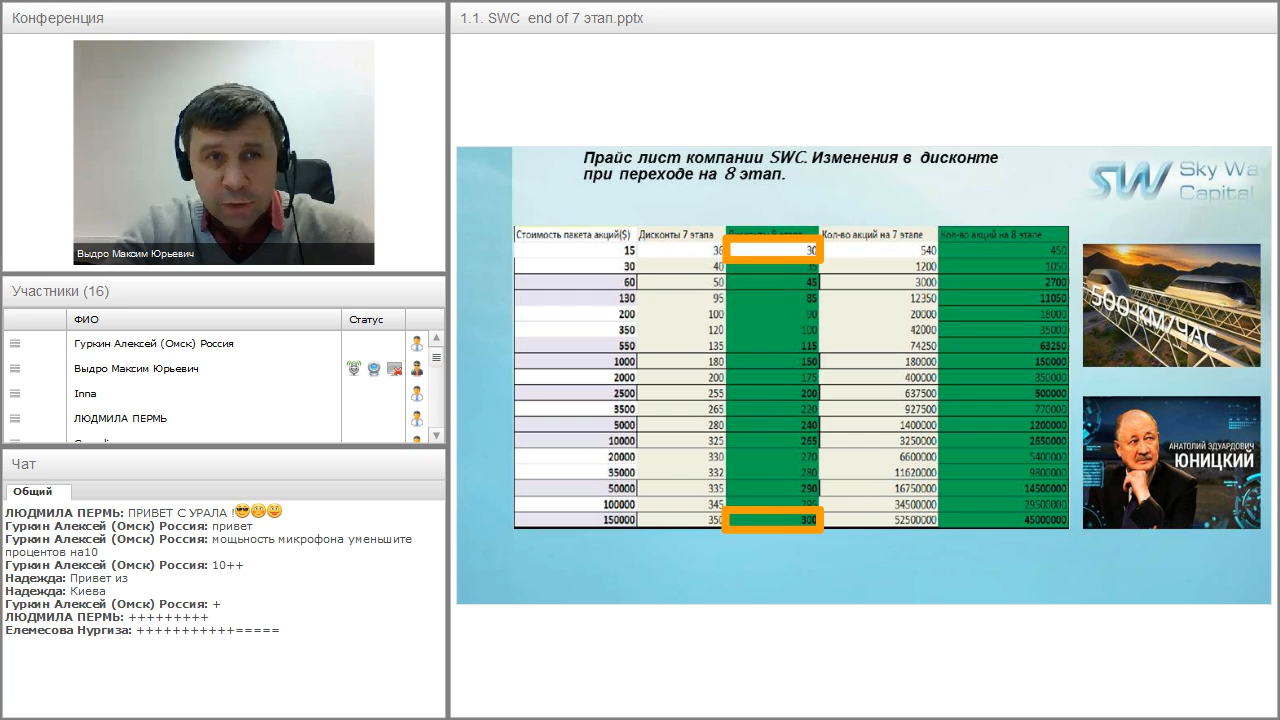 Конференция
Выдро Максим Юрьевич
Участники (16)
ФИО Статус
Гуркин Алексей (Омск) Россия
Выдро Максим Юрьевич
Inna
ЛЮДМИЛА ПЕРМЬ
Чат
Общий
ЛЮДМИЛА ПЕРМЬ: ПРИВЕТ С УРАЛА !
Гуркин Алексей (Омск) Россия: привет
Гуркин Алексей (Омск) Россия: мощьность микрофона уменьшите
процентов на10
Гуркин Алексей (Омск) Россия: 10++
Надежда: Привет из
Надежда: Киева
Гуркин Алексей (Омск) Россия: +
ЛЮДМИЛА ПЕРМЬ: +++++++++
Елемесова Нургиза: +++++++++++=====
1.1. SWC end of 7 этап.pptx
Прайс лист компании SWC. Изменения в дисконте
при переходе на 8 этап.
SW Sky Wa
Capital
Стоимость пакета акций($) Дисконты 7 этапа Кол-во акций на 7 этапе Кол-во акций на 8 этапе
15 36 30 540 450
30 40 35 1200 1050
60 50 45 3000 2700
130 95 85 12350 11050
200 100 90 20000 18000
350 120 100 42000 35000
550 135 115 74250 63250
1000 180 150 180000 150000
2000 200 175 400000 350000
2500 255 200 637500 500000
3500 265 220 927500 770000
5000 280 240 1400000 1200000
10000 325 265 3250000 2650000
20000 330 270 6600000 5400000
35000 332 280 11620000 9800000
50000 335 290 16750000 14500000
100000 345 295 34500000 29500000
150000 350 300 52500000 45000000
500 КМ/ЧАС
АНАТОЛИЙ ЭДУАРДОВИЧ
ЮНИЦКИЙ